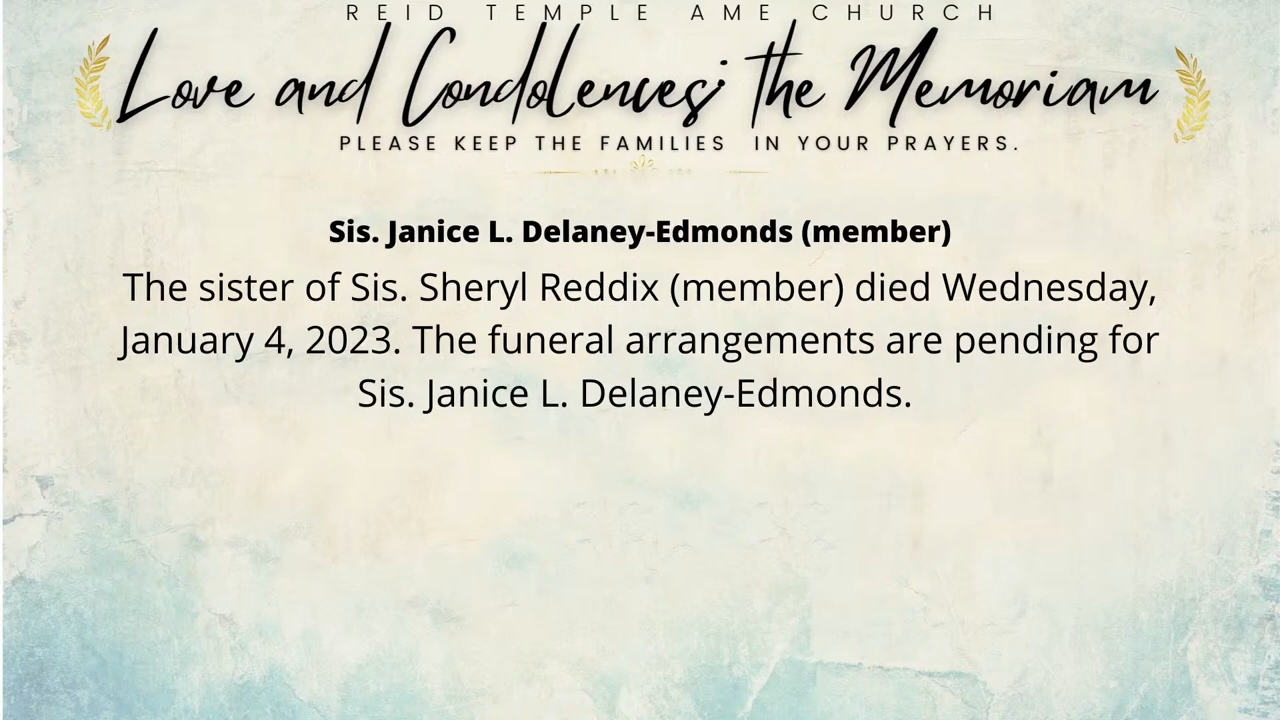 REID TEMPLE AME CHURCH
Love and Condolences; the Memoriam
PLEASE KEEP THE FAMILIES IN YOUR PRAYERS.
Sis. Janice L. Delaney-Edmonds (member)
The sister of Sis. Sheryl Reddix (member) died Wednesday,
January 4, 2023. The funeral arrangements are pending for
Sis. Janice L. Delaney-Edmonds.